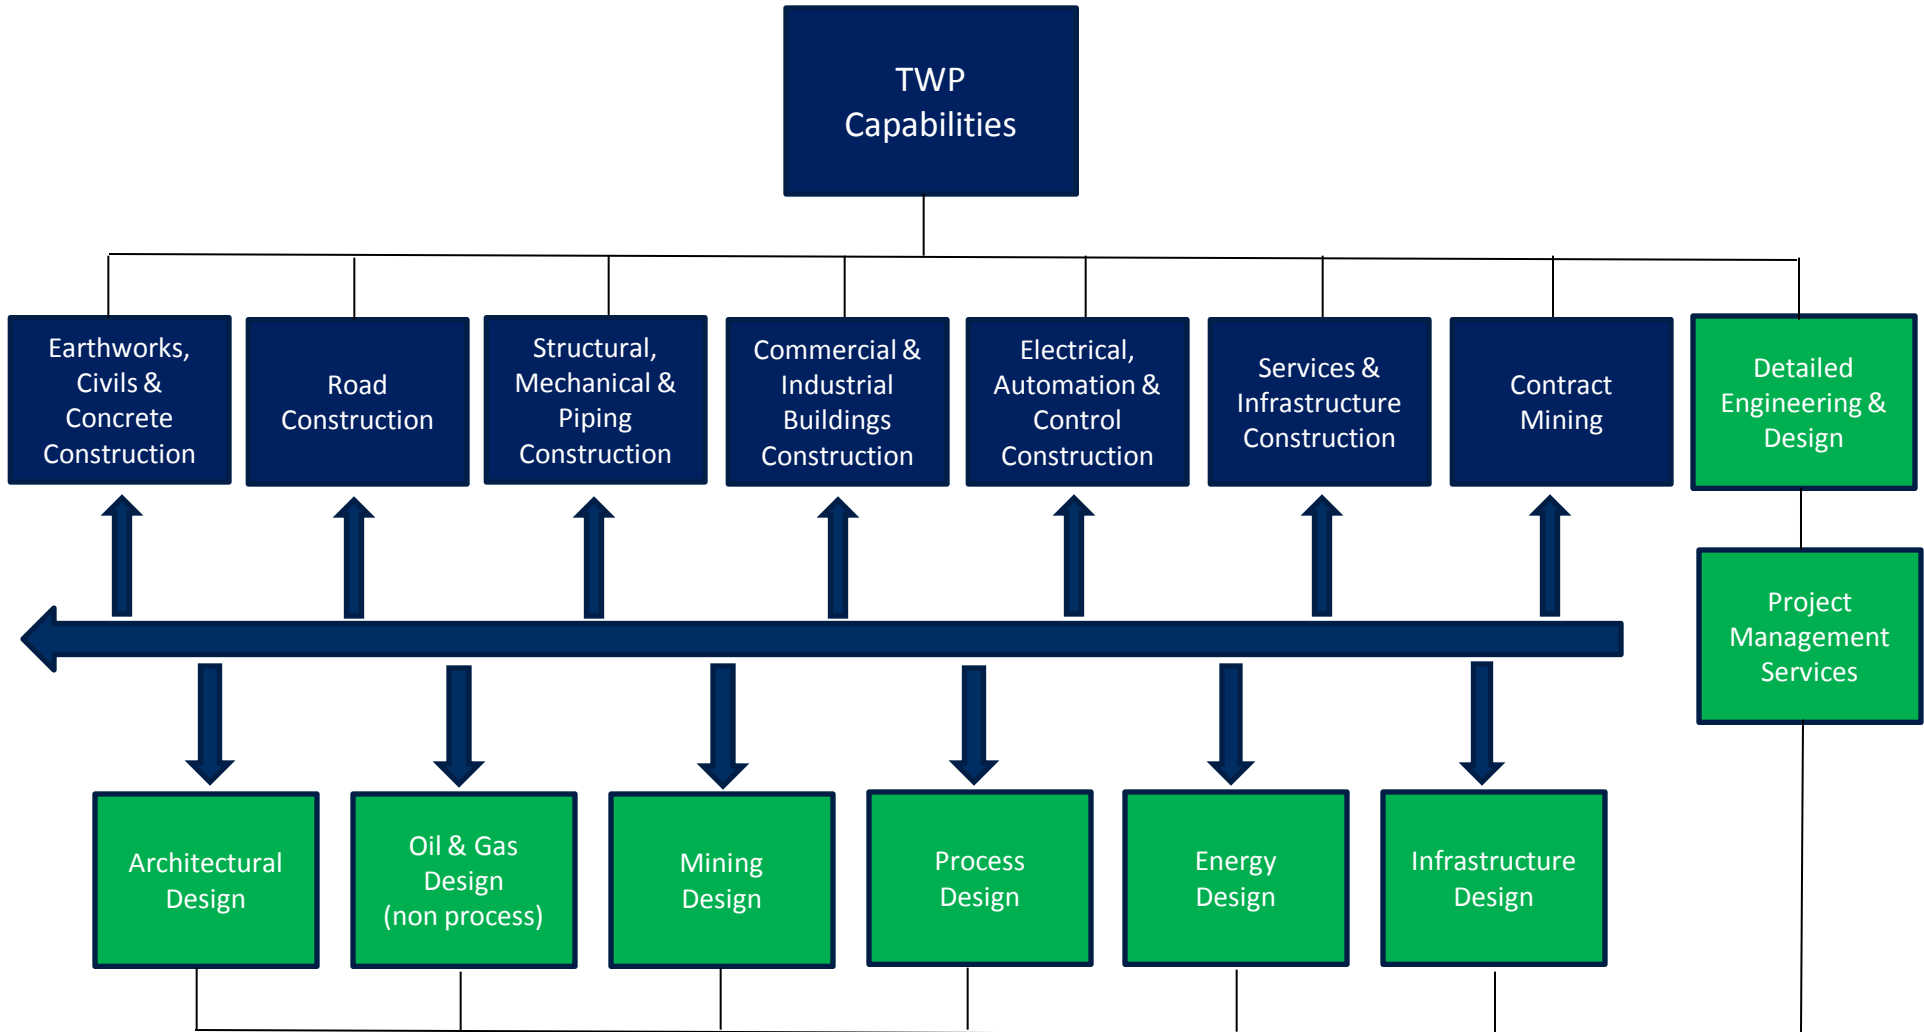 TWP
Capabilities
Earthworks,
Civils &
Concrete
Construction
Road
Construction
Structural,
Mechanical &
Piping
Construction
Commercial &
Industrial
Buildings
Construction
Electrical,
Automation &
Control
Construction
Services &
Infrastructure
Construction
Contract
Mining
Detailed
Engineering &
Design
Project
Management
Services
Architectural
Design
Oil & Gas
Design
(non process)
Mining
Design
Process
Design
Energy
Design
Infrastructure
Design